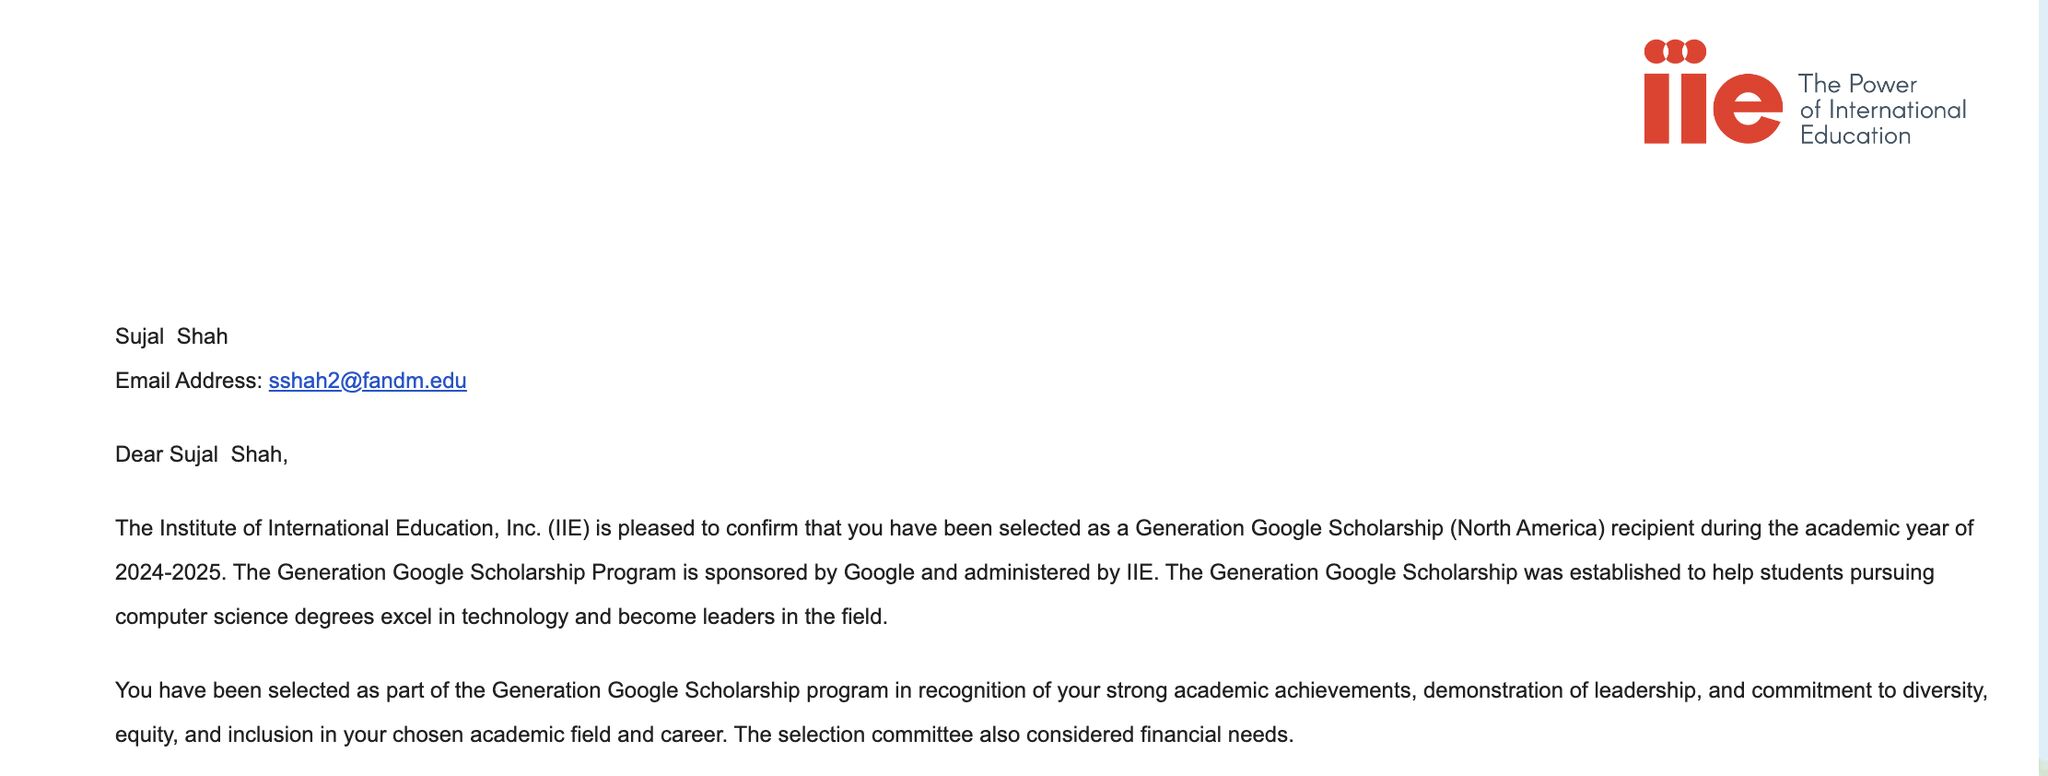 iie
The Power
of International
Education
Sujal  Shah
Email Address: sshah2@fandm.edu
Dear Sujal  Shah,
The Institute of International Education, Inc. (IIE) is pleased to confirm that you have been selected as a Generation Google Scholarship (North America) recipient during the academic year of
2024-2025. The Generation Google Scholarship Program is sponsored by Google and administered by IIE. The Generation Google Scholarship was established to help students pursuing
computer science degrees excel in technology and become leaders in the field.
You have been selected as part of the Generation Google Scholarship program in recognition of your strong academic achievements, demonstration of leadership, and commitment to diversity,
equity, and inclusion in your chosen academic field and career. The selection committee also considered financial needs.